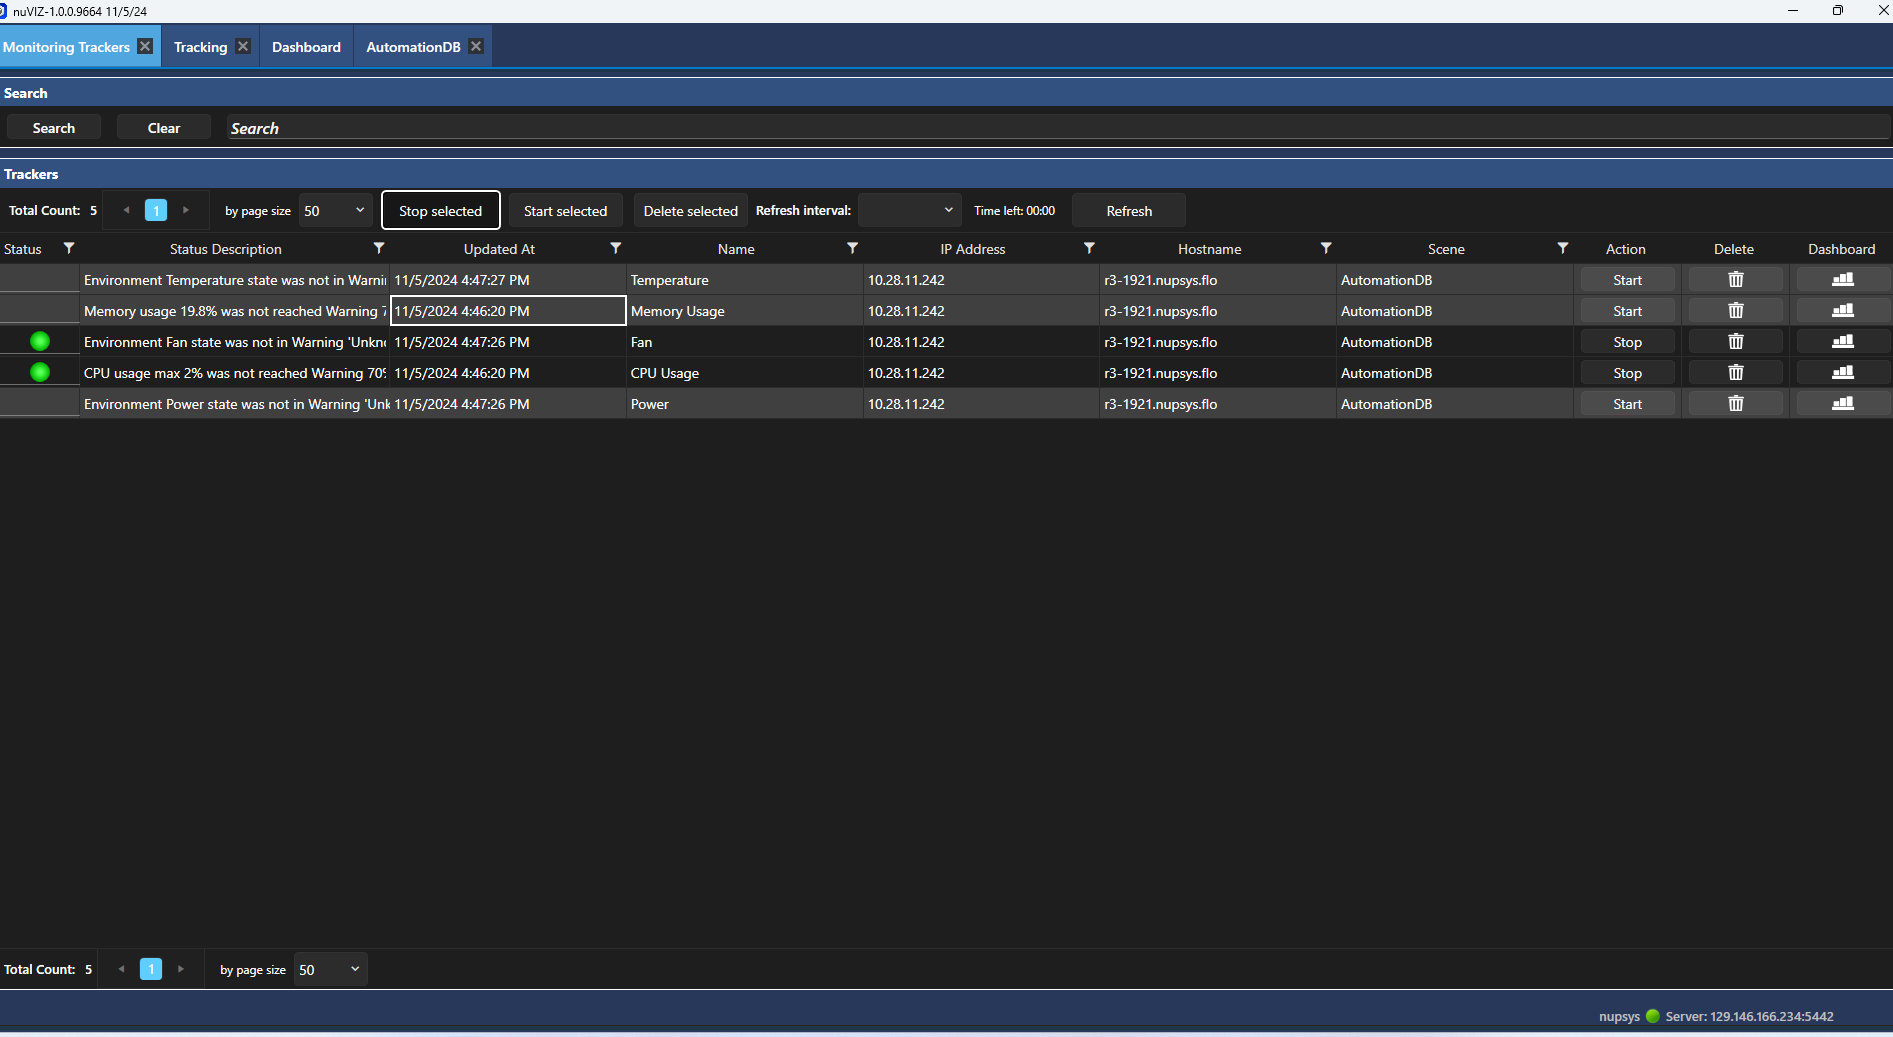 nuVIZ-1.0.0.9664 11/5/24
Monitoring Trackers Tracking Dashboard AutomationDB
Search
Search Clear Search
Trackers
Total Count: 5 1 by page size 50 Stop selected Start selected Delete selected Refresh interval: Time left: 00:00 Refresh
Status Status Description Updated At Name IP Address Hostname Scene Action Delete Dashboard
Environment Temperature state was not in Warni 11/5/2024 4:47:27 PM Temperature 10.28.11.242 r3-1921.nupsys.flo AutomationDB Start
Memory usage 19.8% was not reached Warning 7 11/5/2024 4:46:20 PM Memory Usage 10.28.11.242 r3-1921.nupsys.flo AutomationDB Start
Environment Fan state was not in Warning 'Unkn 11/5/2024 4:47:26 PM Fan 10.28.11.242 r3-1921.nupsys.flo AutomationDB Stop
CPU usage max 2% was not reached Warning 70% 11/5/2024 4:46:20 PM CPU Usage 10.28.11.242 r3-1921.nupsys.flo AutomationDB Stop
Environment Power state was not in Warning 'Unk 11/5/2024 4:47:26 PM Power 10.28.11.242 r3-1921.nupsys.flo AutomationDB Start
Total Count: 5 1 by page size 50
nupsys Server: 129.146.166.234:5442